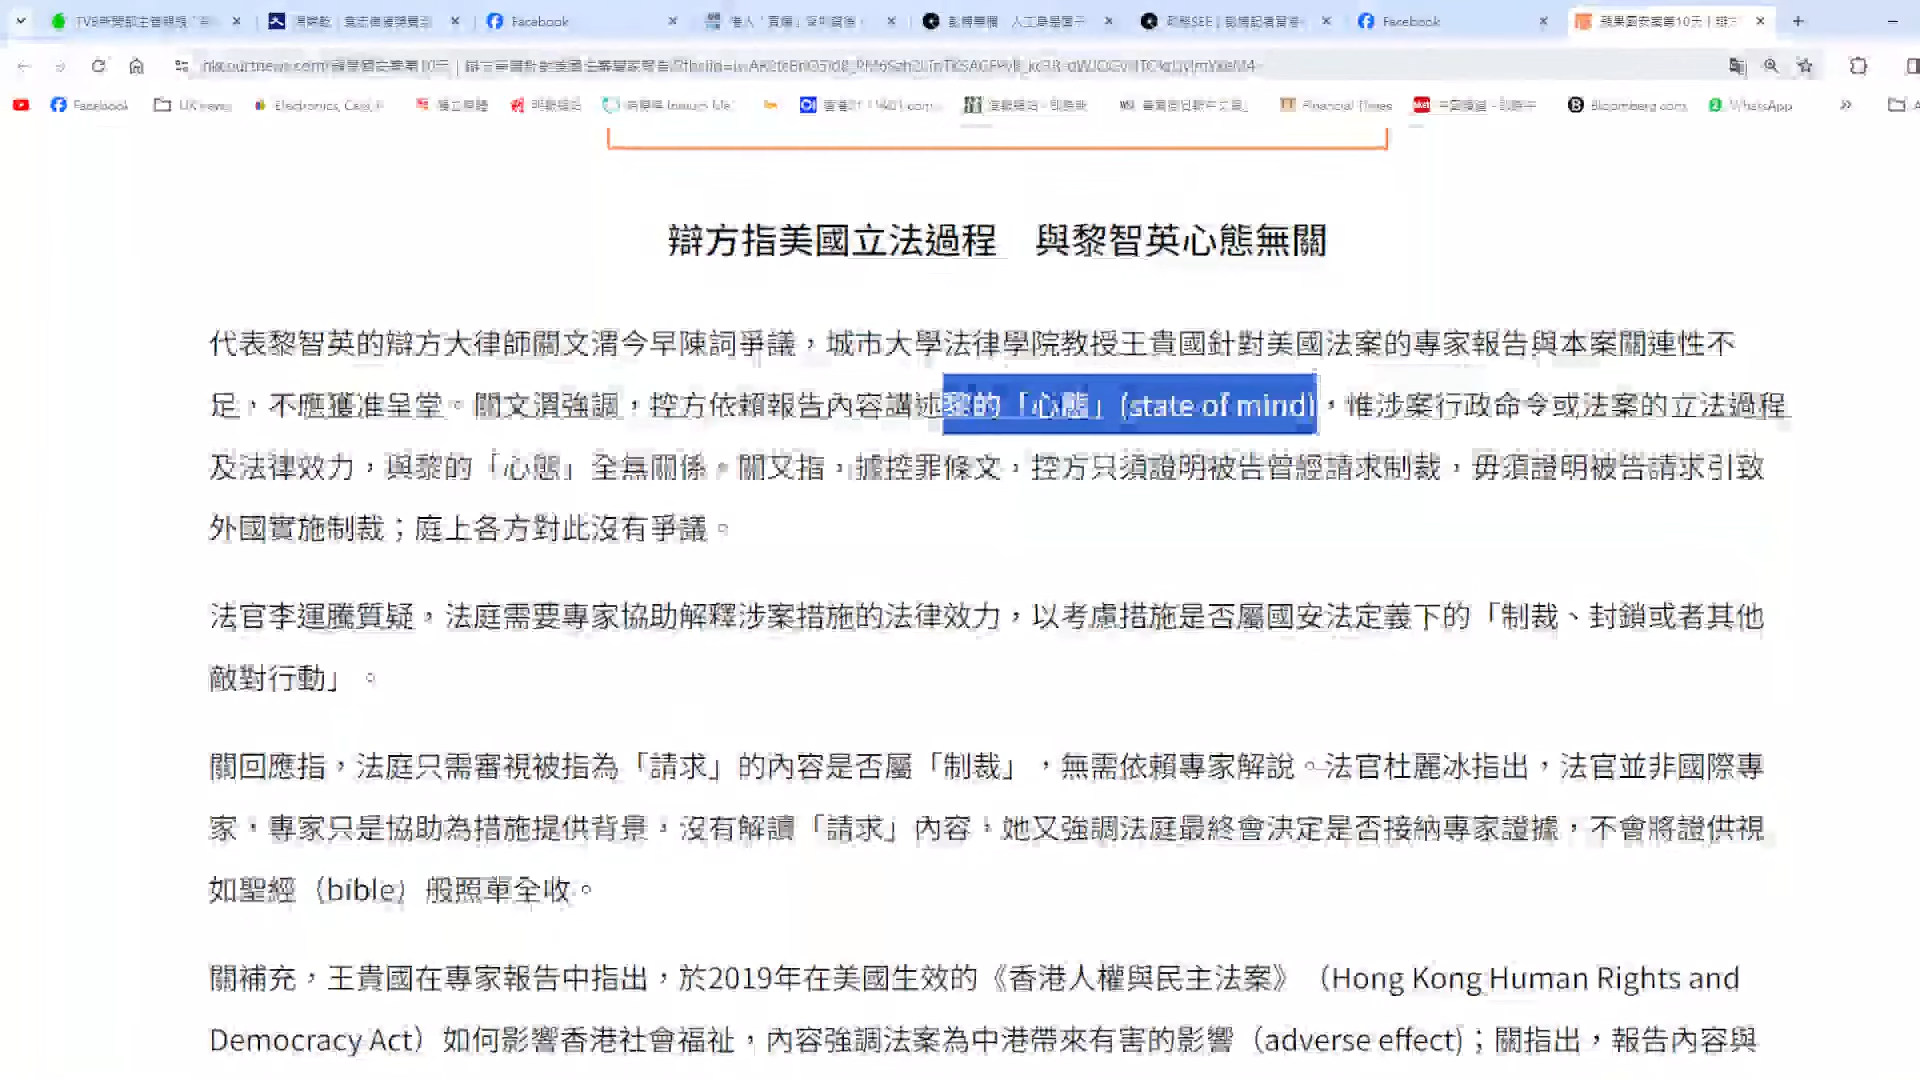 Facebook
Facebook
Facebook
UK news
Financial Times
Bloomberg.com
WhatsApp
辯方指美國立法過程　與黎智英心態無關
代表黎智英的辯方大律師關文渭今早陳詞爭議，城市大學法律學院教授王貴國針對美國法案的專家報告與本案關連性不
足，不應獲准呈堂。關文渭強調，控方依賴報告內容講述黎的「心態」(state of mind)，惟涉案行政命令或法案的立法過程
及法律效力，與黎的「心態」全無關係。關又指，據控罪條文，控方只須證明被告曾經請求制裁，毋須證明被告請求引致
外國實施制裁；庭上各方對此沒有爭議。
法官李運騰質疑，法庭需要專家協助解釋涉案措施的法律效力，以考慮措施是否屬國安法定義下的「制裁、封鎖或者其他
敵對行動」。
關回應指，法庭只需審視被指為「請求」的內容是否屬「制裁」，無需依賴專家解說。法官杜麗冰指出，法官並非國際專
家，專家只是協助為措施提供背景，沒有解讀「請求」內容，她又強調法庭最終會決定是否接納專家證據，不會將證供視
如聖經（bible）般照單全收。
關補充，王貴國在專家報告中指出，於2019年在美國生效的《香港人權與民主法案》（Hong Kong Human Rights and
Democracy Act）如何影響香港社會福祉，內容強調法案為中港帶來有害的影響（adverse effect)；關指出，報告內容與